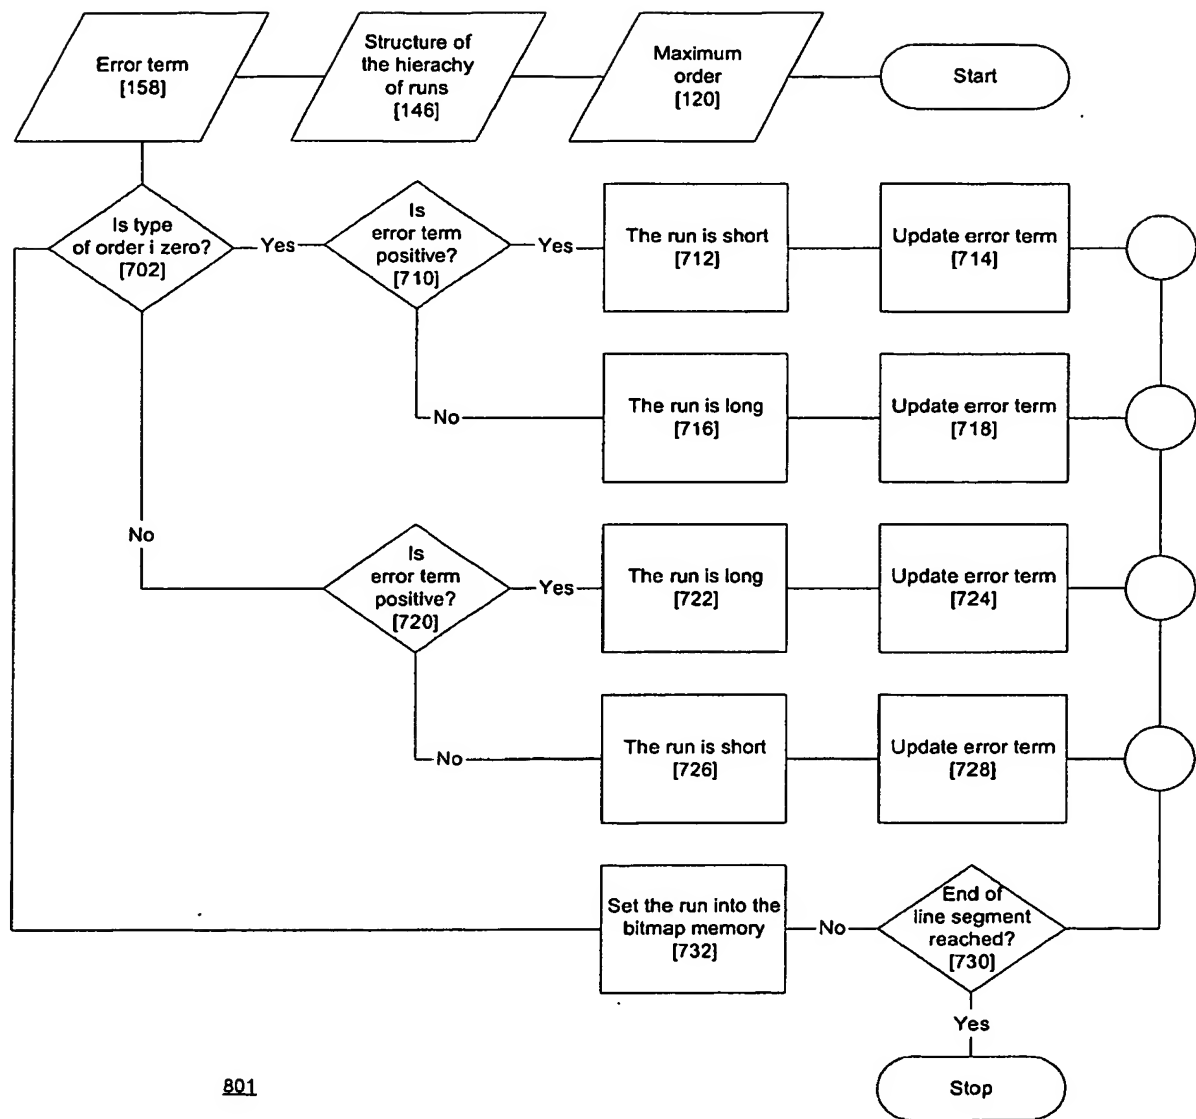 Error term
[158]
Structure of
the hierachy
of runs
[146]
Maximum
order
[120]
Start
Is type
of order i zero?
[702]
Yes
Is
error term
positive?
[710]
Yes
The run is short
[712]
Update error term
[714]
No
The run is long
[716]
Update error term
[718]
No
Is
error term
positive?
[720]
Yes
The run is long
[722]
Update error term
[724]
No
The run is short
[726]
Update error term
[728]
Set the run into the
bitmap memory
[732]
No
End of
line segment
reached?
[730]
Yes
Stop
801